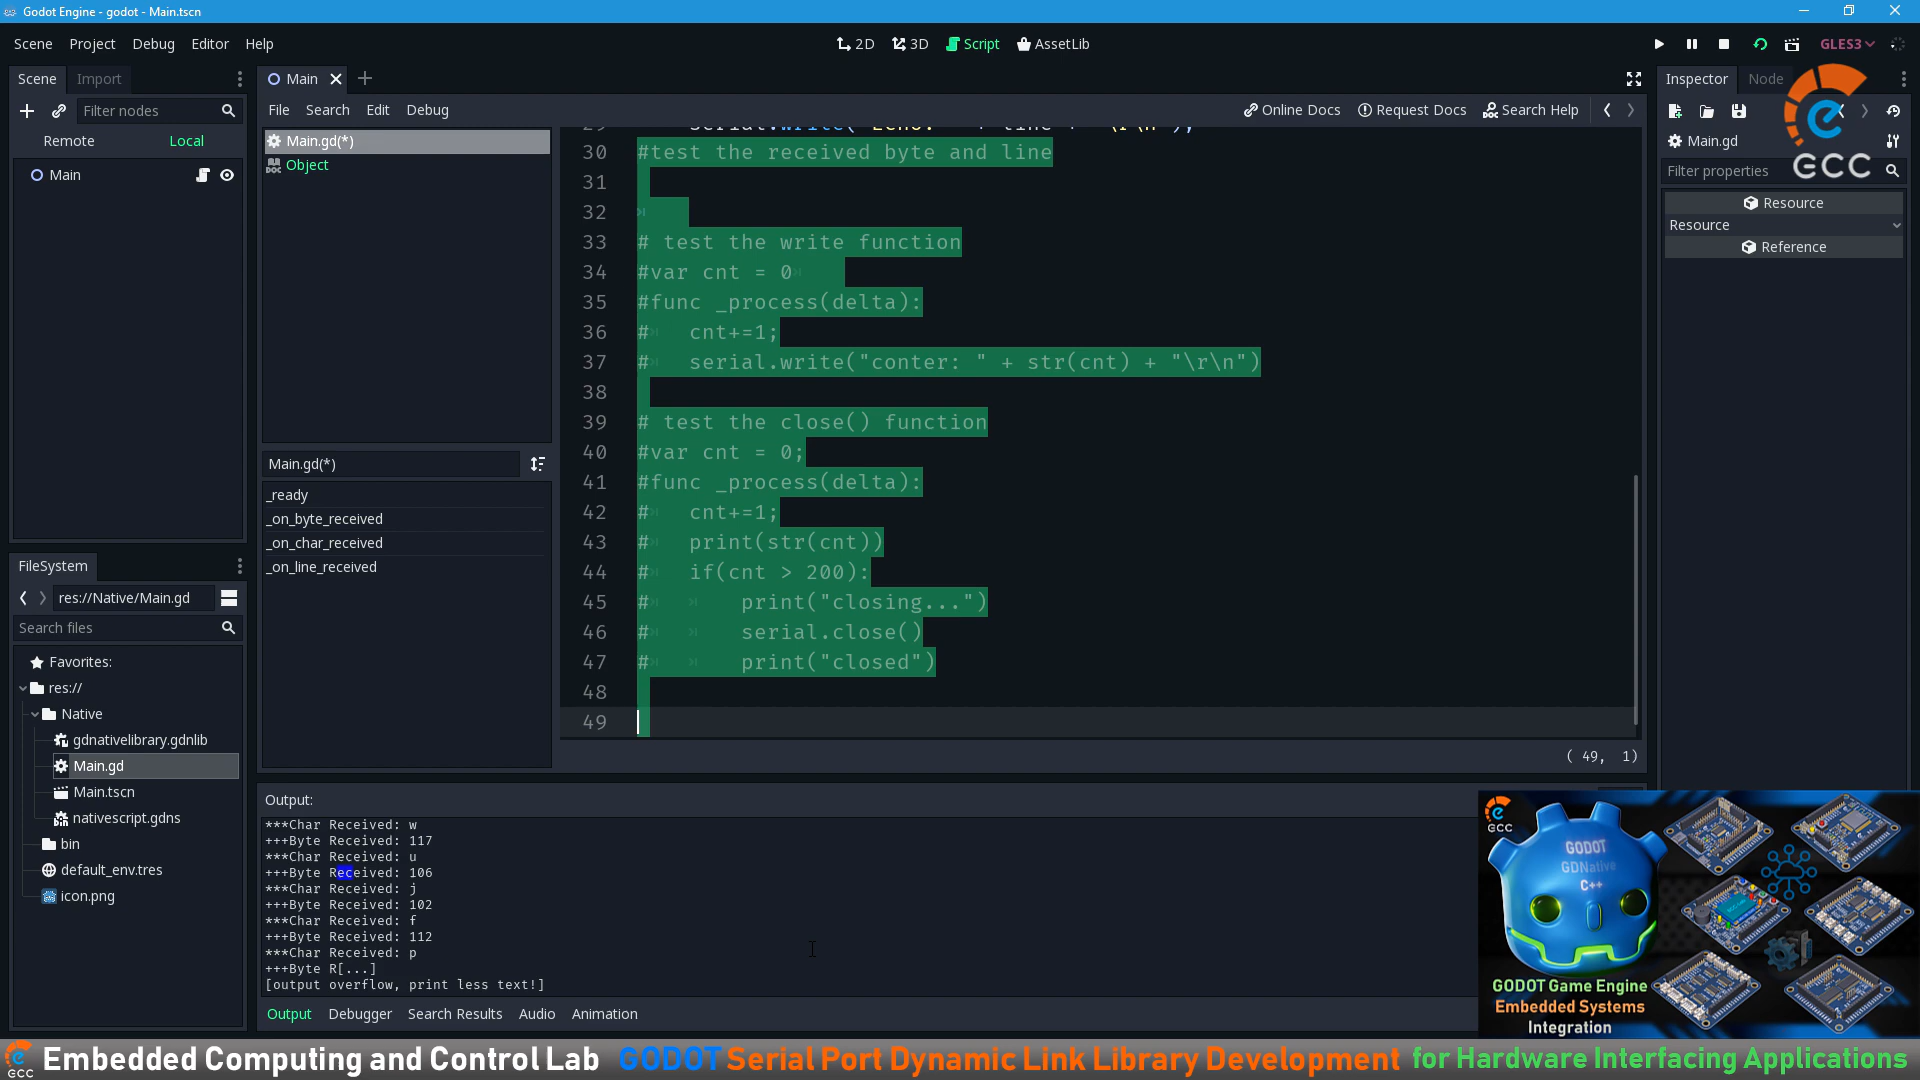 Godot Engine - godot - Main.tscn
Scene Project Debug Editor Help
2D 3D Script AssetLib
GLES3
Scene Import
Main
Inspector Node
Filter nodes
File Search Edit Debug
Online Docs Request Docs Search Help
Remote Local
Main.gd(*)
Object
Main.gd
ECC
Filter properties
Main
Resource
Resource
Reference
29 serial.write("Echo: " + line + "\r\n");
30 #test the received byte and line
31
32
33 # test the write function
34 #var cnt = 0
35 #func _process(delta):
36 # cnt+=1;
37 # serial.write("conter: " + str(cnt) + "\r\n")
38
39 # test the close() function
40 #var cnt = 0;
41 #func _process(delta):
42 # cnt+=1;
43 # print(str(cnt))
44 # if(cnt > 200):
45 # print("closing...")
46 # serial.close()
47 # print("closed")
48
49
( 49, 1)
Main.gd(*)
_ready
_on_byte_received
_on_char_received
_on_line_received
FileSystem
res://Native/Main.gd
Search files
Favorites:
res://
Native
gdnativelibrary.gdnlib
Main.gd
Main.tscn
nativescript.gdns
bin
default_env.tres
icon.png
Output:
***Char Received: w
+++Byte Received: 117
***Char Received: u
+++Byte Received: 106
***Char Received: j
+++Byte Received: 102
***Char Received: f
+++Byte Received: 112
***Char Received: p
+++Byte R[...]
[output overflow, print less text!]
Output Debugger Search Results Audio Animation
ECC
GODOT
GDNative
C++
GODOT Game Engine
Embedded Systems
Integration
ECC
Embedded Computing and Control Lab GODOT Serial Port Dynamic Link Library Development for Hardware Interfacing Applications